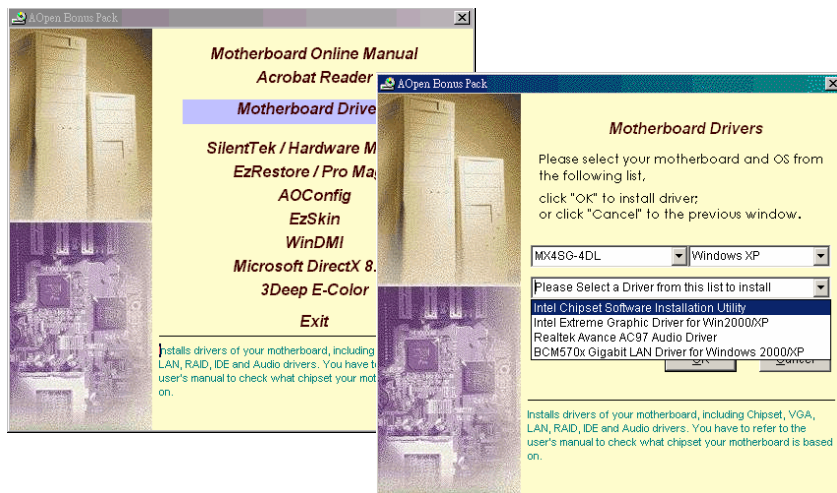 AOpen Bonus Pack
Motherboard Online Manual
Acrobat Reader
Motherboard Drive
SilentTek / Hardware M
EzRestore / Pro Ma
AOConfig
EzSkin
WinDMI
Microsoft DirectX 8.
3Deep E-Color
Exit
Installs drivers of your motherboard, including
LAN, RAID, IDE and Audio drivers. You have t
user's manual to check what chipset your mot
on.
AOpen Bonus Pack
Motherboard Drivers
Please select your motherboard and OS from
the following list,
click "OK" to install driver;
or click "Cancel" to the previous window.
MX4SG-4DL
Windows XP
Please Select a Driver from this list to install
Intel Chipset Software Installation Utility
Intel Extreme Graphic Driver for Win2000/XP
Realtek Avance AC97 Audio Driver
BCM570x Gigabit LAN Driver for Windows 2000/XP
OK
Cancel
Installs drivers of your motherboard, including Chipset, VGA,
LAN, RAID, IDE and Audio drivers. You have to refer to the
user's manual to check what chipset your motherboard is based
on.